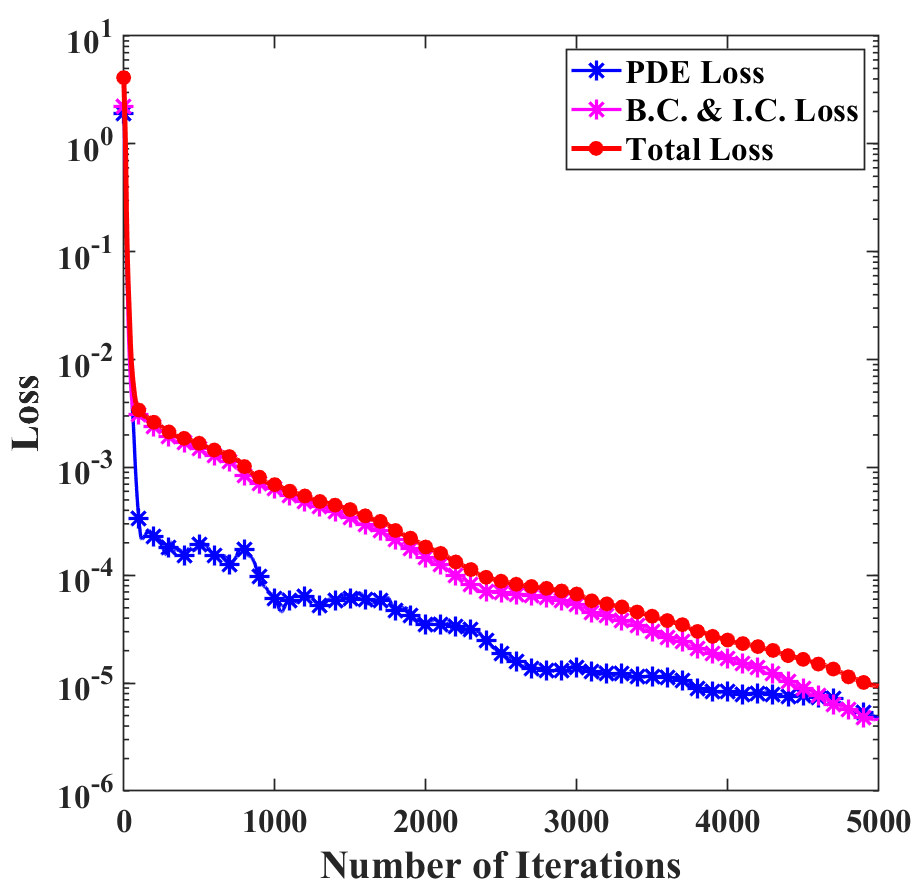 10^1
10^0
10^-1
10^-2
10^-3
10^-4
10^-5
10^-6
Loss
PDE Loss
B.C. & I.C. Loss
Total Loss
0 1000 2000 3000 4000 5000
Number of Iterations